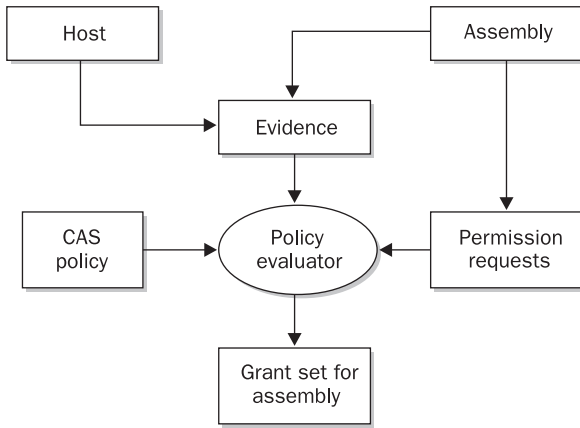 Host
Assembly
Evidence
CAS
policy
Policy
evaluator
Permission
requests
Grant set for
assembly